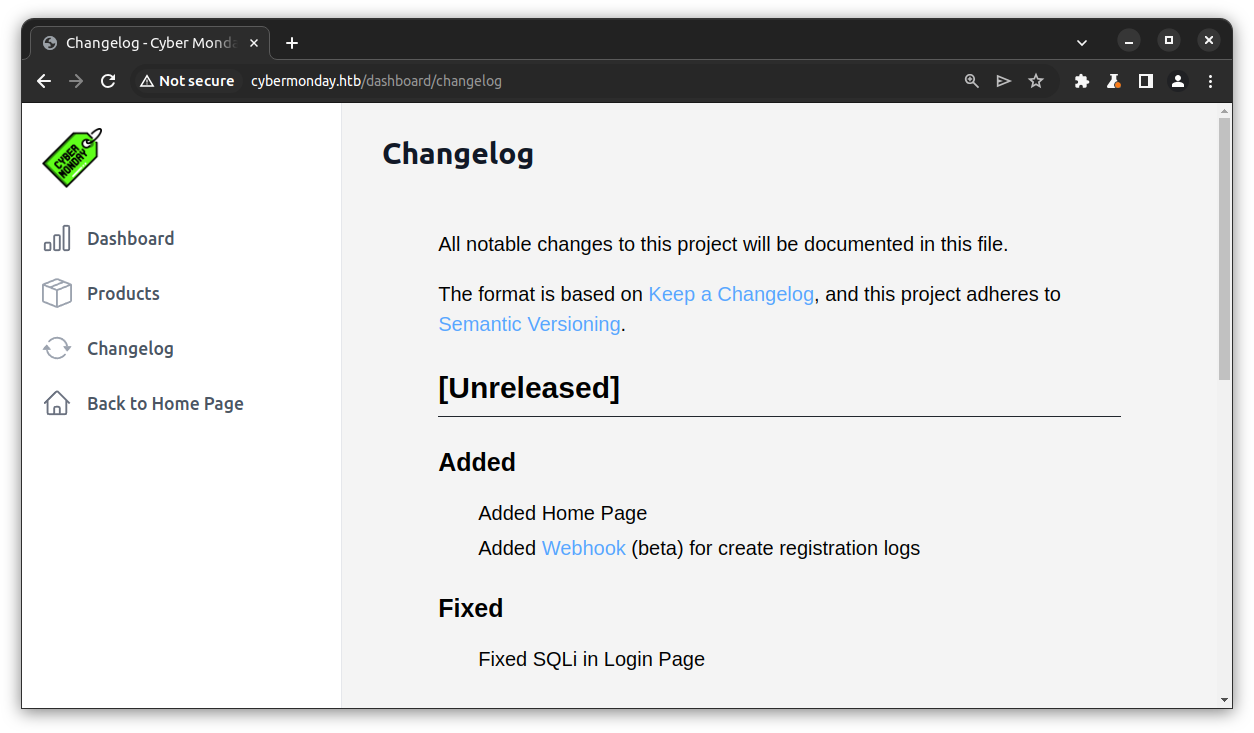 Changelog - Cyber Monda
Not secure
cybermonday.htb/dashboard/changelog
CYBER
MONDAY
Changelog
Dashboard
Products
Changelog
Back to Home Page
All notable changes to this project will be documented in this file.
The format is based on Keep a Changelog, and this project adheres to
Semantic Versioning.
[Unreleased]
Added
Added Home Page
Added Webhook (beta) for create registration logs
Fixed
Fixed SQLi in Login Page